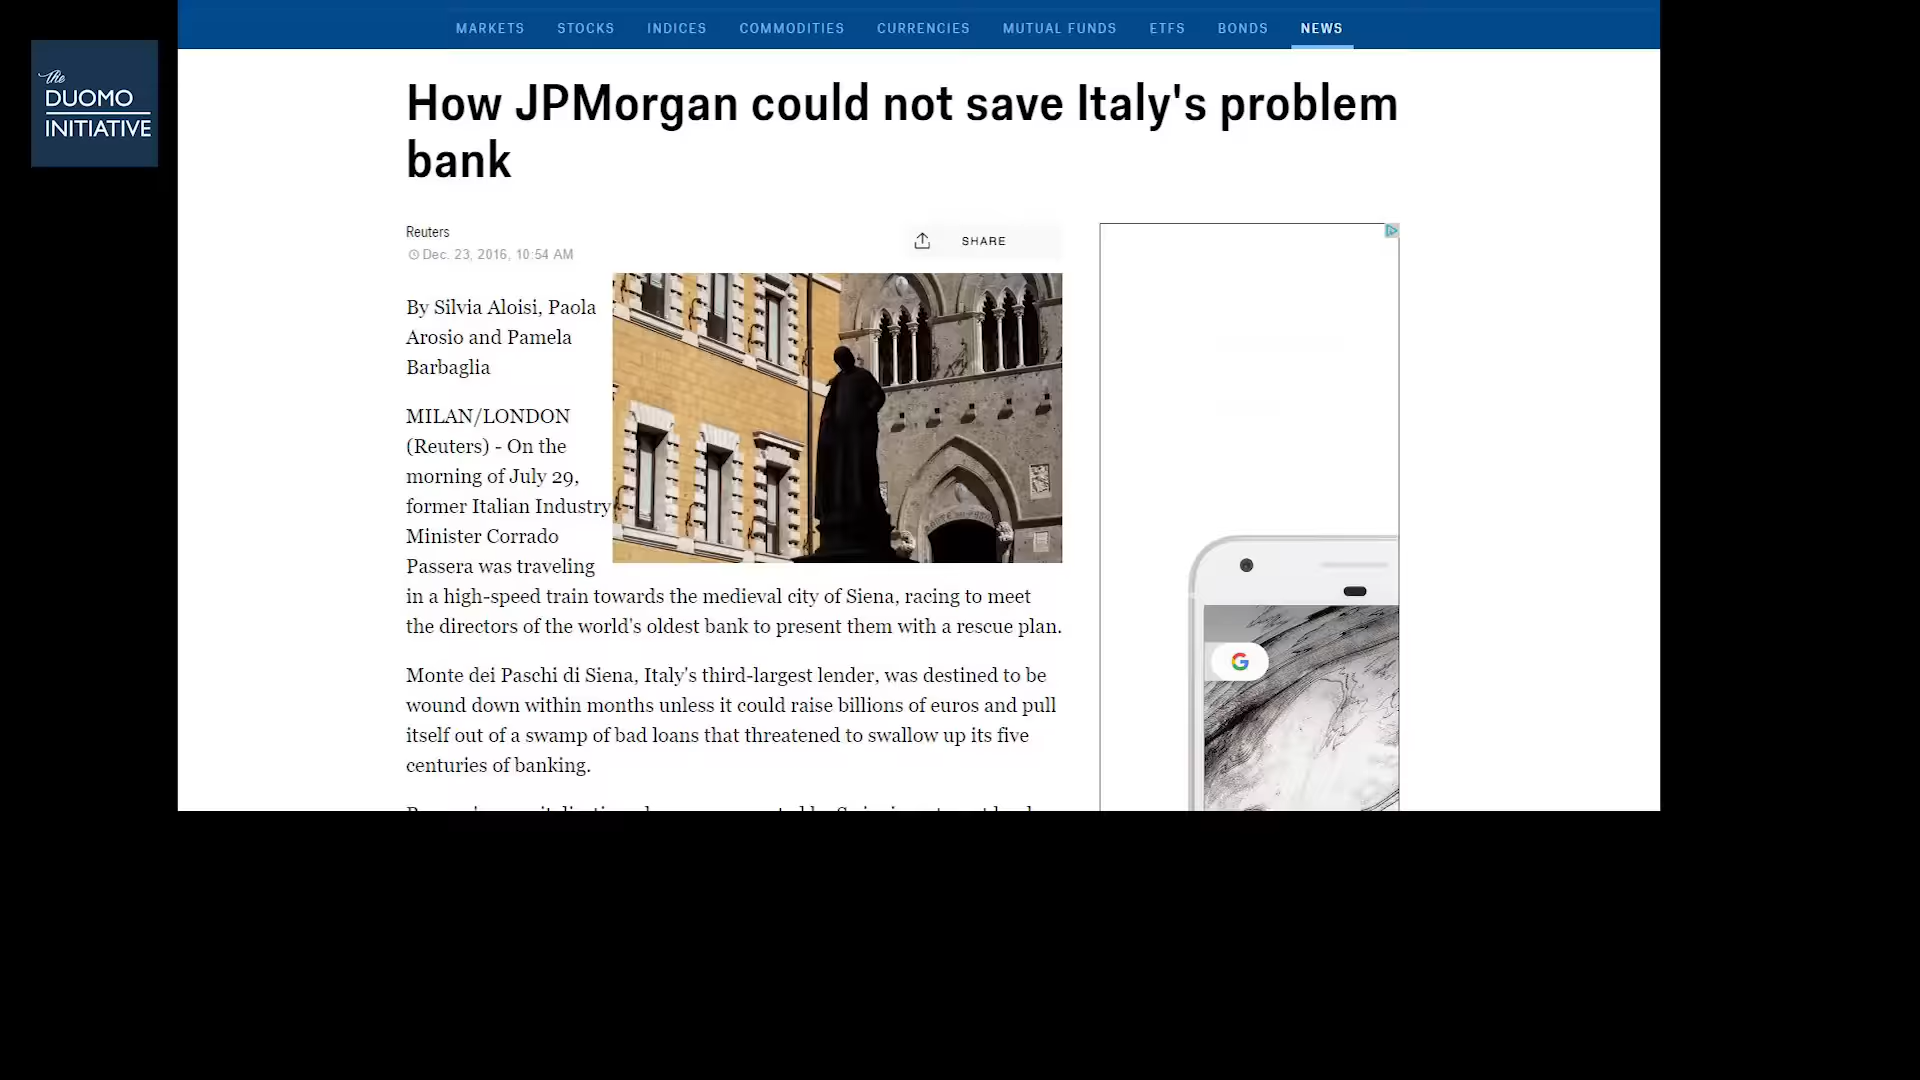 The
DUOMO
INITIATIVE
MARKETS STOCKS INDICES COMMODITIES CURRENCIES MUTUAL FUNDS ETFS BONDS NEWS
How JPMorgan could not save Italy's problem
bank
Reuters
Dec. 23, 2016, 10:54 AM
SHARE
By Silvia Aloisi, Paola
Arosio and Pamela
Barbaglia
MILAN/LONDON
(Reuters) - On the
morning of July 29,
former Italian Industry
Minister Corrado
Passera was traveling
in a high-speed train towards the medieval city of Siena, racing to meet
the directors of the world's oldest bank to present them with a rescue plan.
Monte dei Paschi di Siena, Italy's third-largest lender, was destined to be
wound down within months unless it could raise billions of euros and pull
itself out of a swamp of bad loans that threatened to swallow up its five
centuries of banking.
G